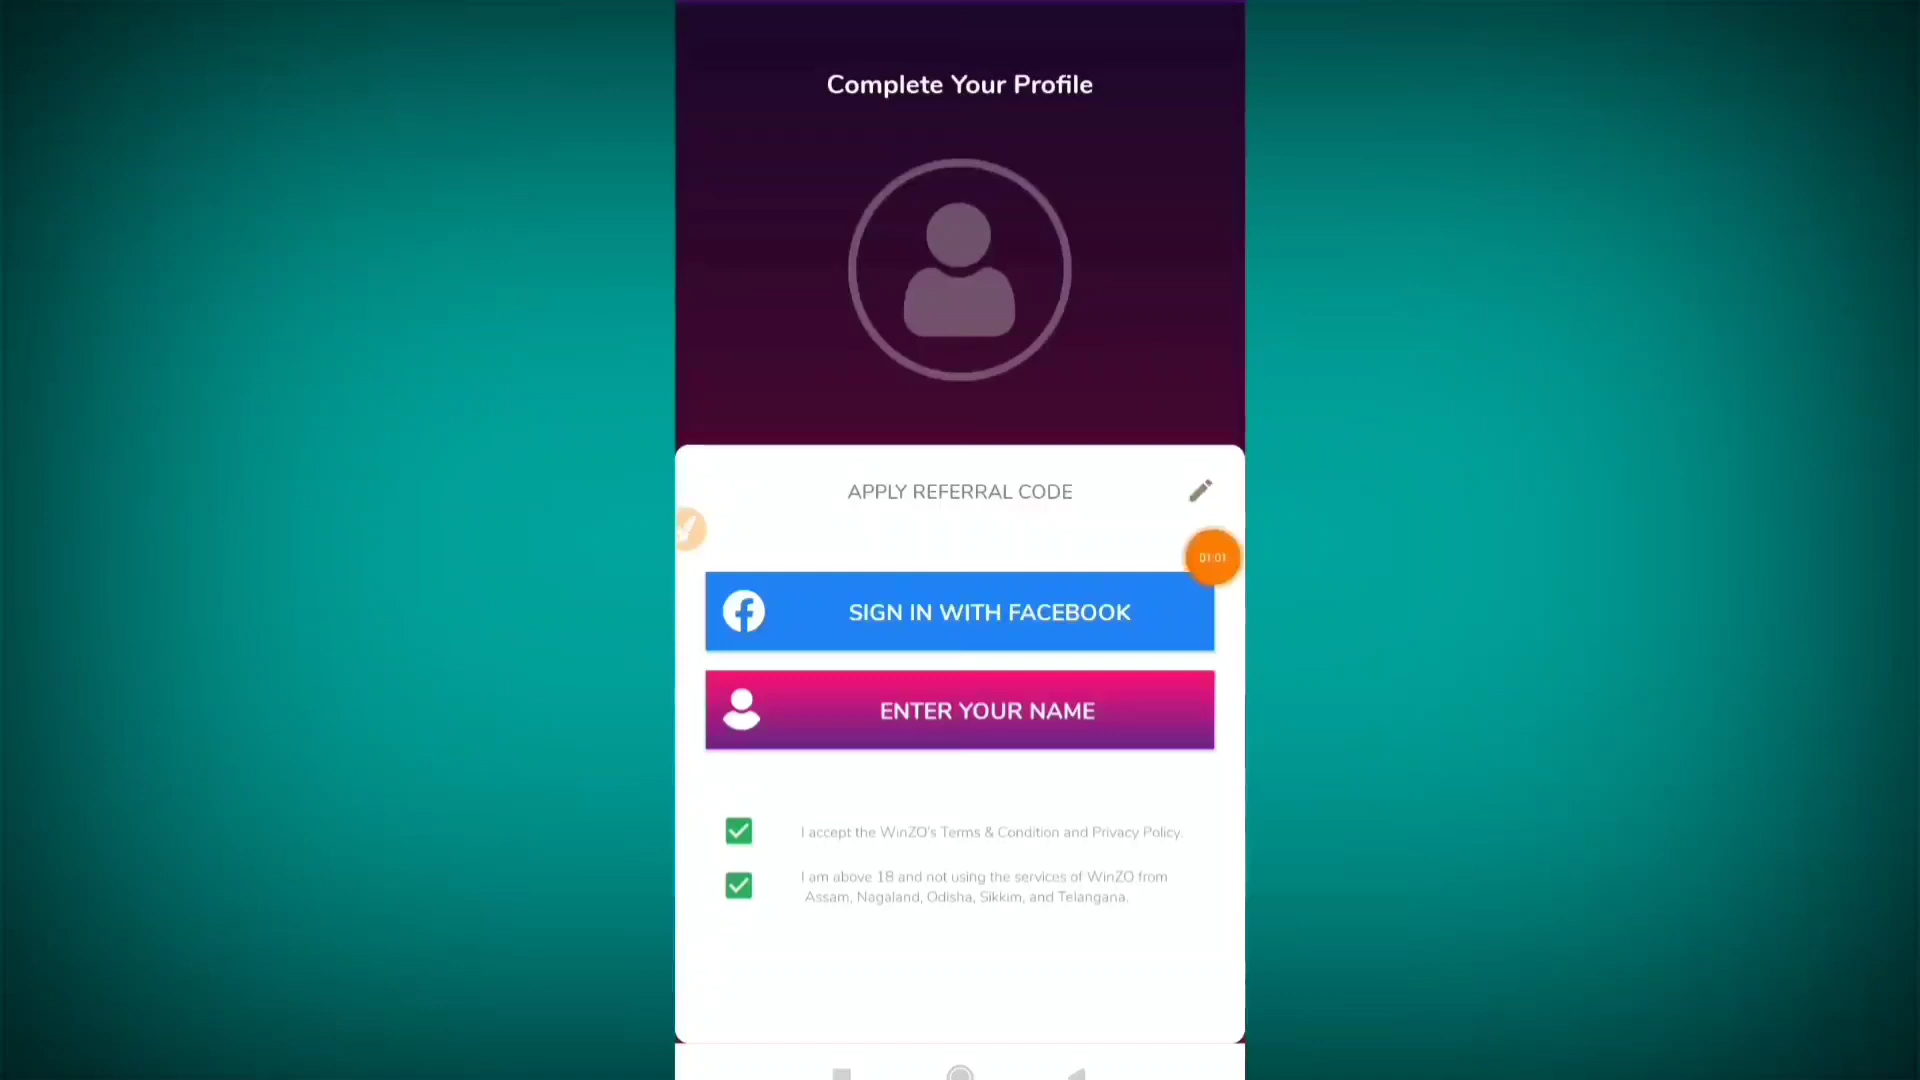 Complete Your Profile
APPLY REFERRAL CODE
01:01
SIGN IN WITH FACEBOOK
ENTER YOUR NAME
I accept the WinZO's Terms & Condition and Privacy Policy.
I am above 18 and not using the services of WinZO from
Assam, Nagaland, Odisha, Sikkim, and Telangana.